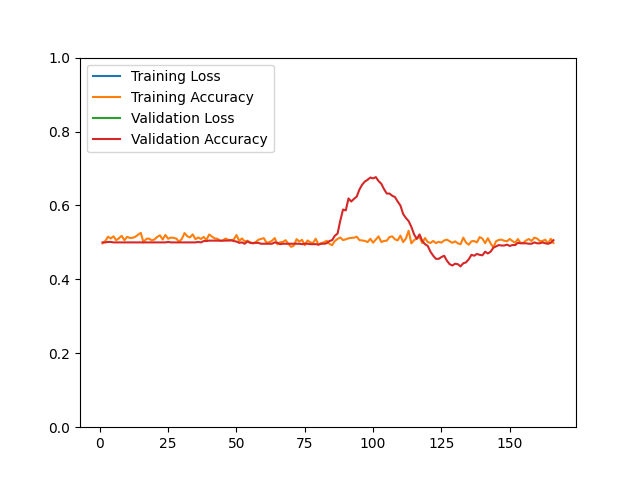 1.0
0.8
0.6
0.4
0.2
0.0
Training Loss
Training Accuracy
Validation Loss
Validation Accuracy
0 25 50 75 100 125 150